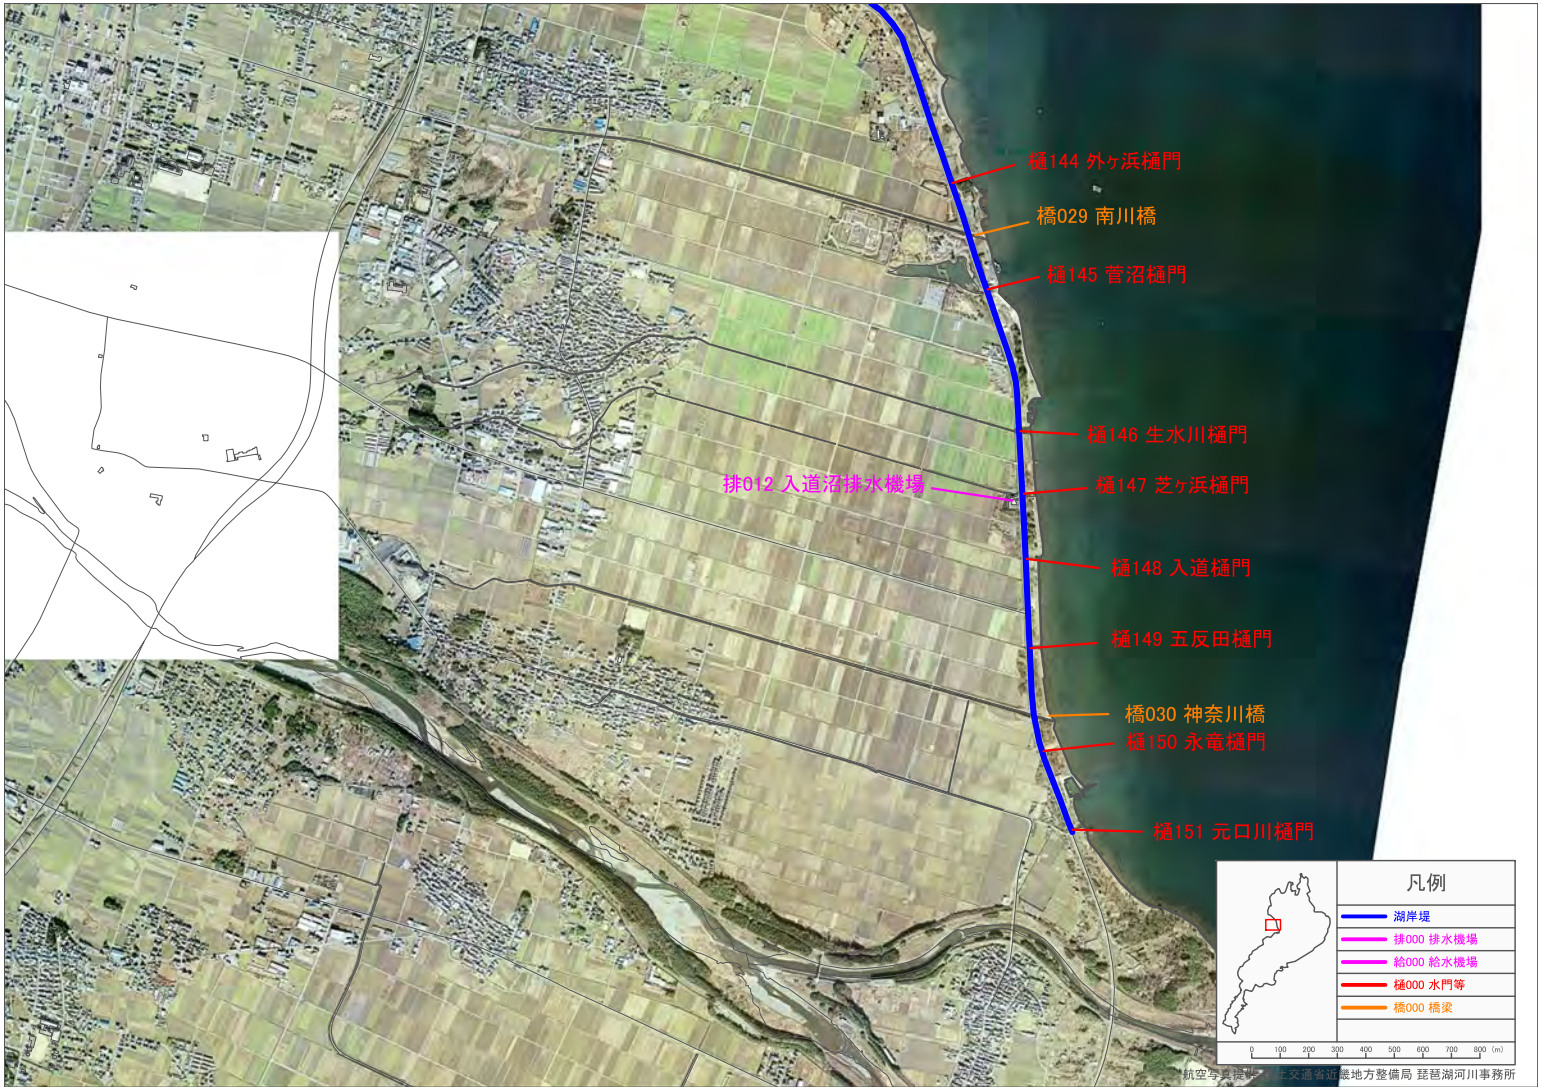 樋144 外ヶ浜樋門
橋029 南川橋
樋145 菅沼樋門
樋146 生水川樋門
排012 入道沼排水機場
樋147 芝ヶ浜樋門
樋148 入道樋門
樋149 五反田樋門
橋030 神奈川橋
樋150 永竜樋門
樋151 元口川樋門
凡例
湖岸堤
排000 排水機場
給000 給水機場
樋000 水門等
橋000 橋梁
0 100 200 300 400 500 600 700 800 (m)
航空写真提供 国土交通省近畿地方整備局 琵琶湖河川事務所